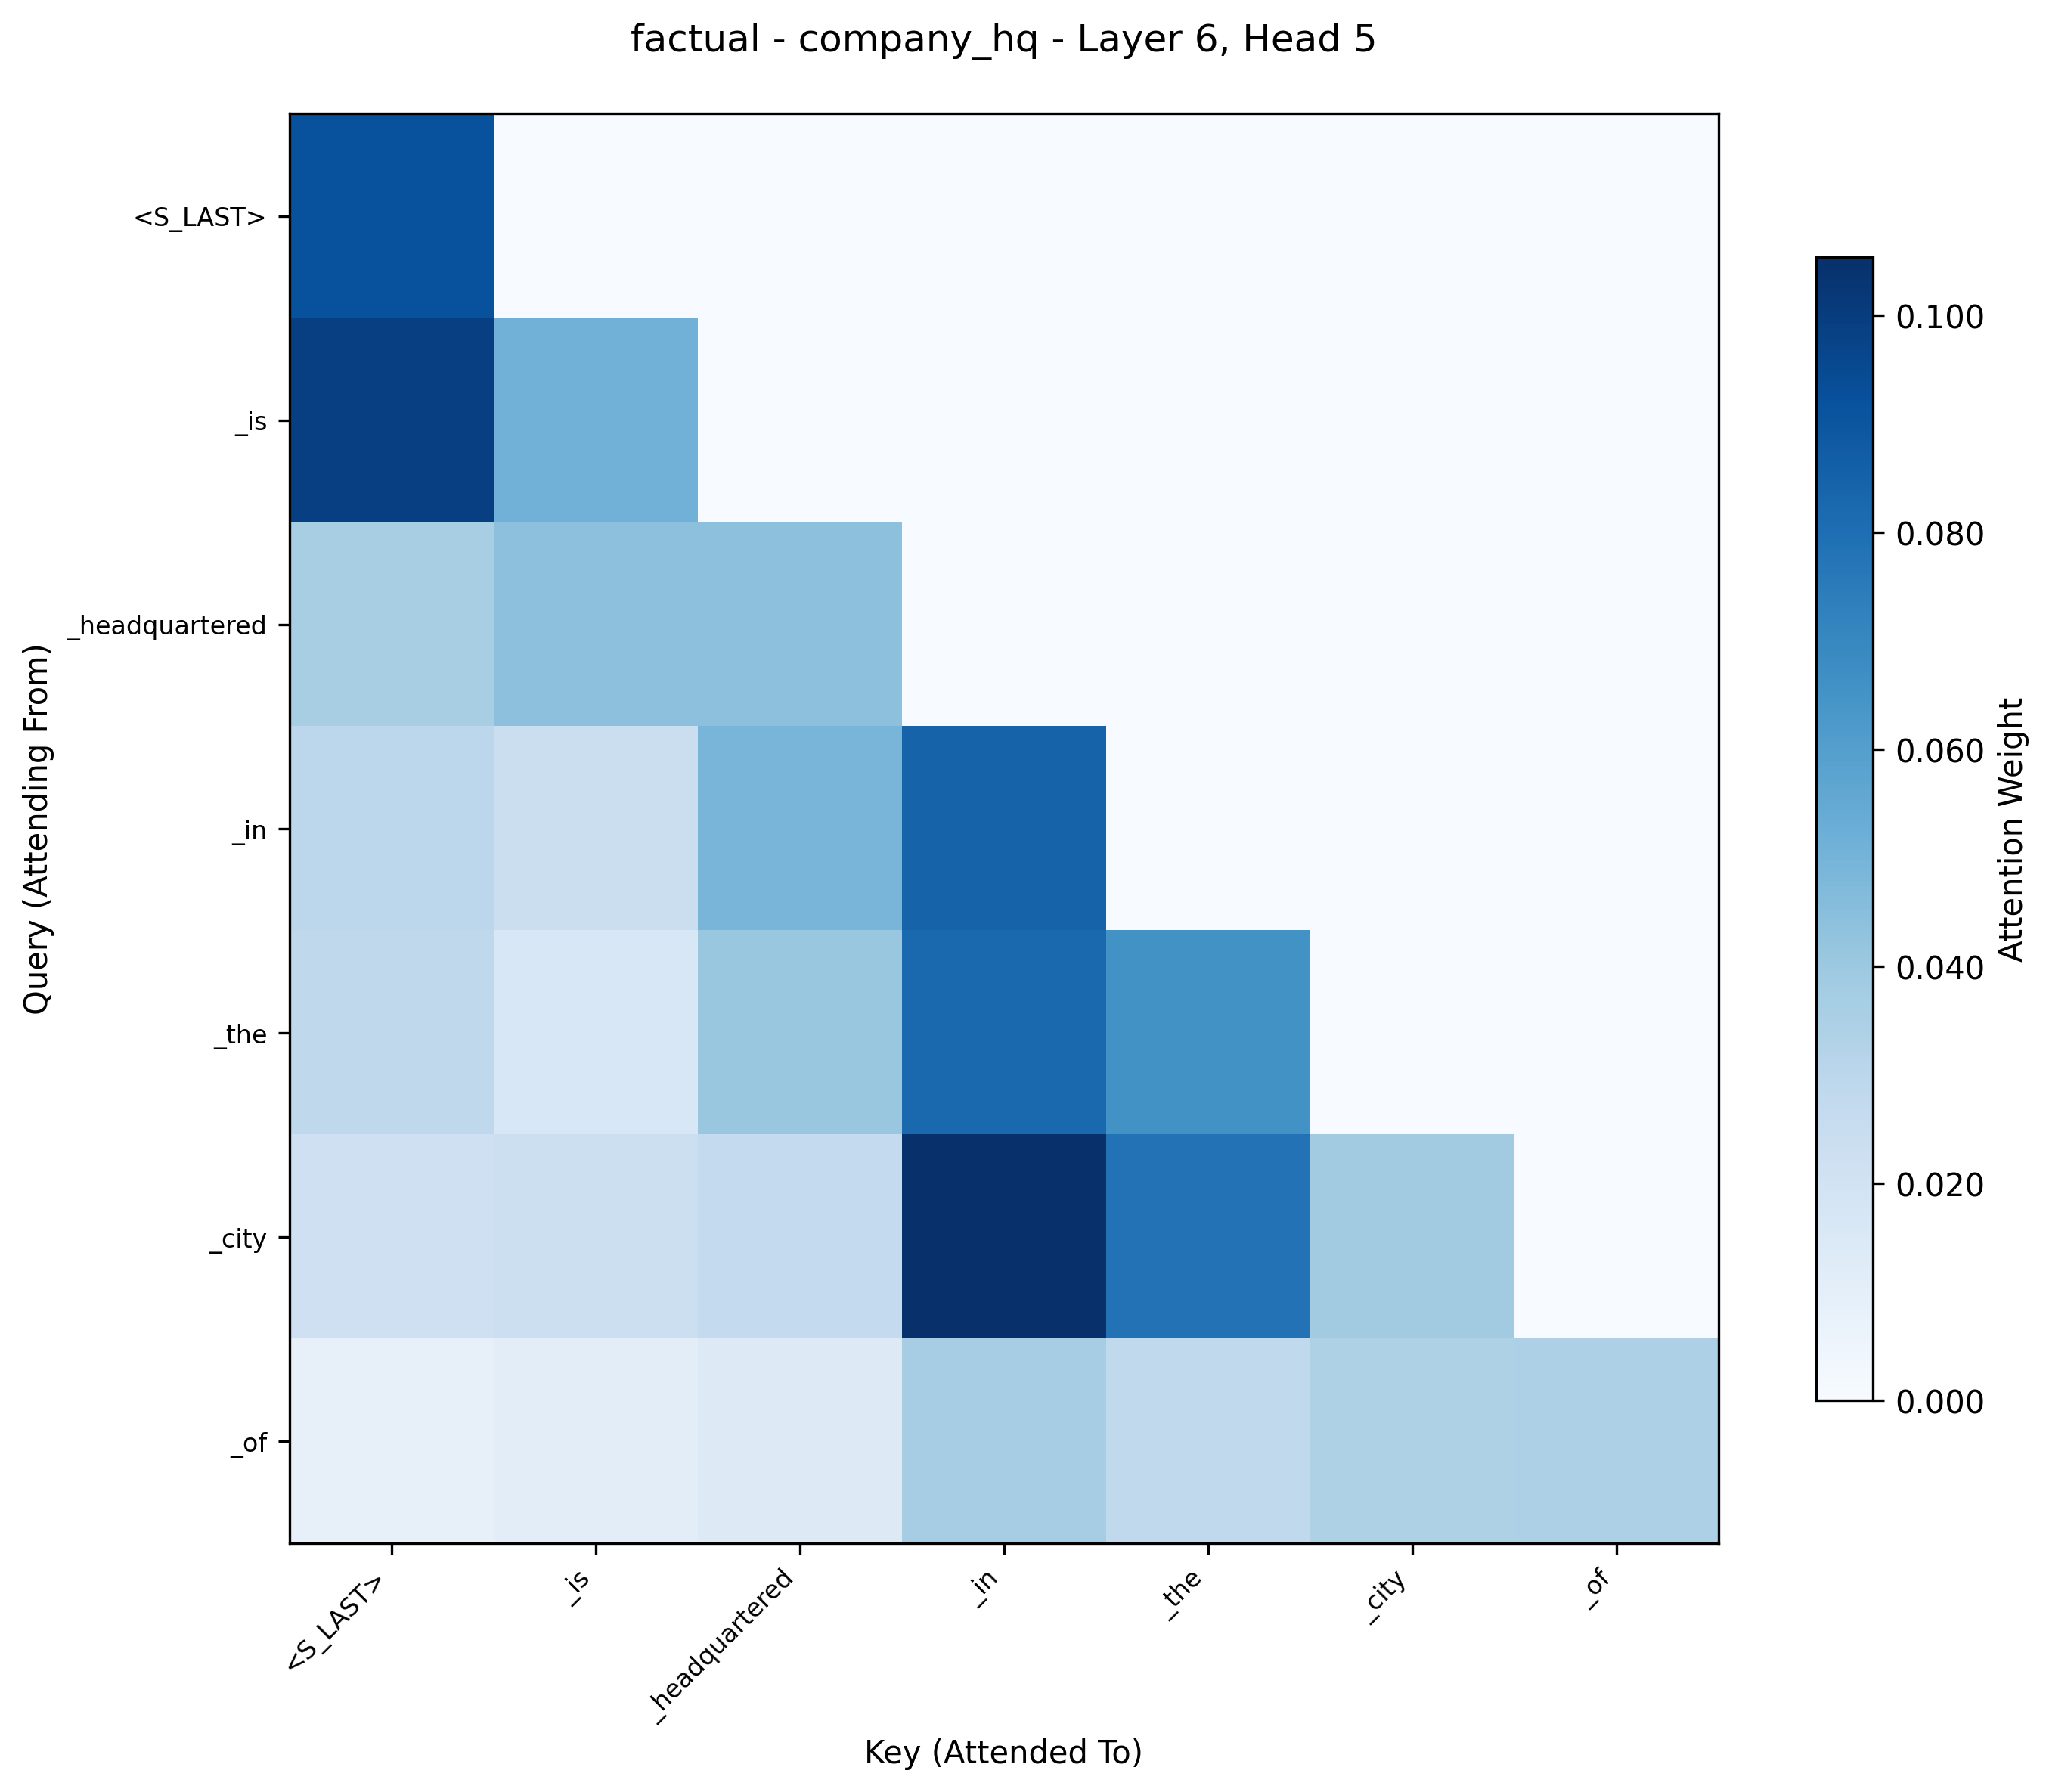 factual - company_hq - Layer 6, Head 5
Query (Attending From)
<S_LAST>
_is
_headquartered
_in
_the
_city
_of
<S_LAST>
_is
_headquartered
_in
_the
_city
_of
Key (Attended To)
0.100
0.080
0.060
0.040
0.020
0.000
Attention Weight